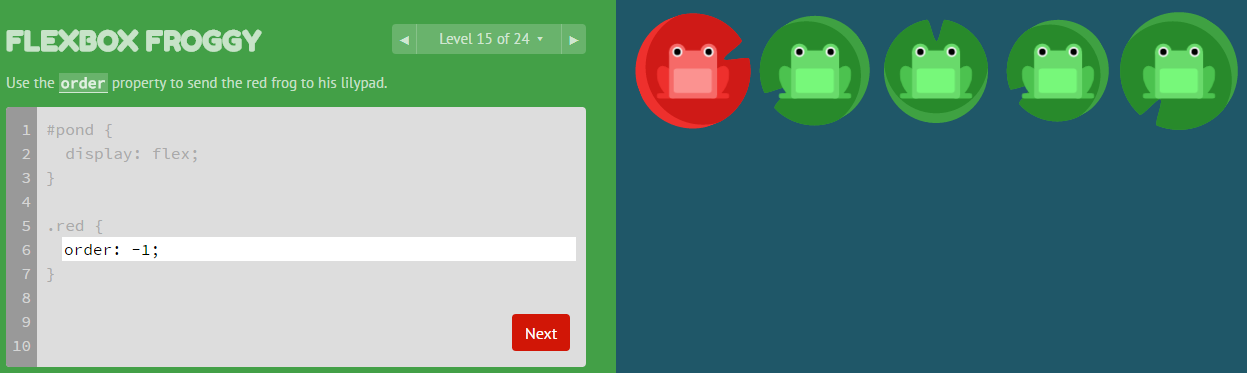 FLEXBOX FROGGY
◀ Level 15 of 24 ▾ ▶
Use the order property to send the red frog to his lilypad.
1 #pond {
2 display: flex;
3 }
4
5 .red {
6 order: -1;
7 }
8
9
10
Next